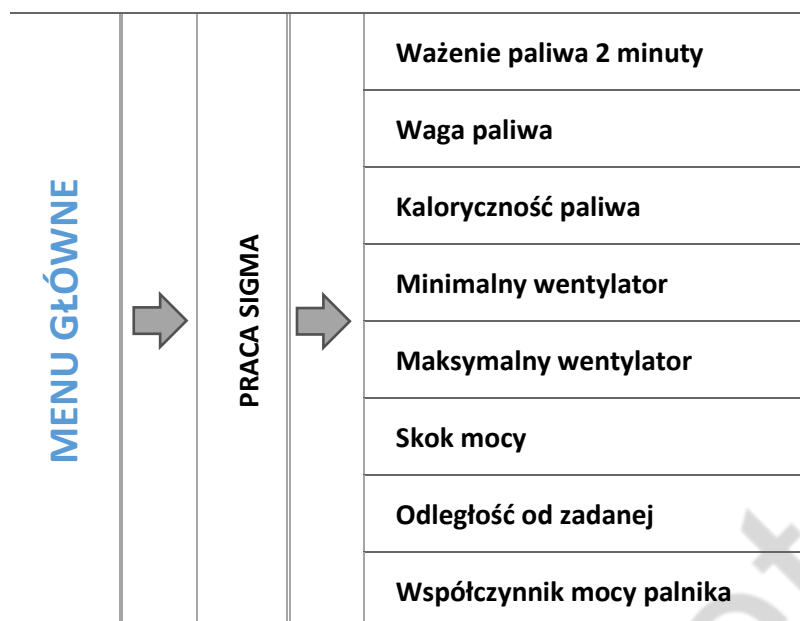 MENU GŁÓWNE
PRACA SIGMA
Ważenie paliwa 2 minuty
Waga paliwa
Kaloryczność paliwa
Minimalny wentylator
Maksymalny wentylator
Skok mocy
Odległość od zadanej
Współczynnik mocy palnika